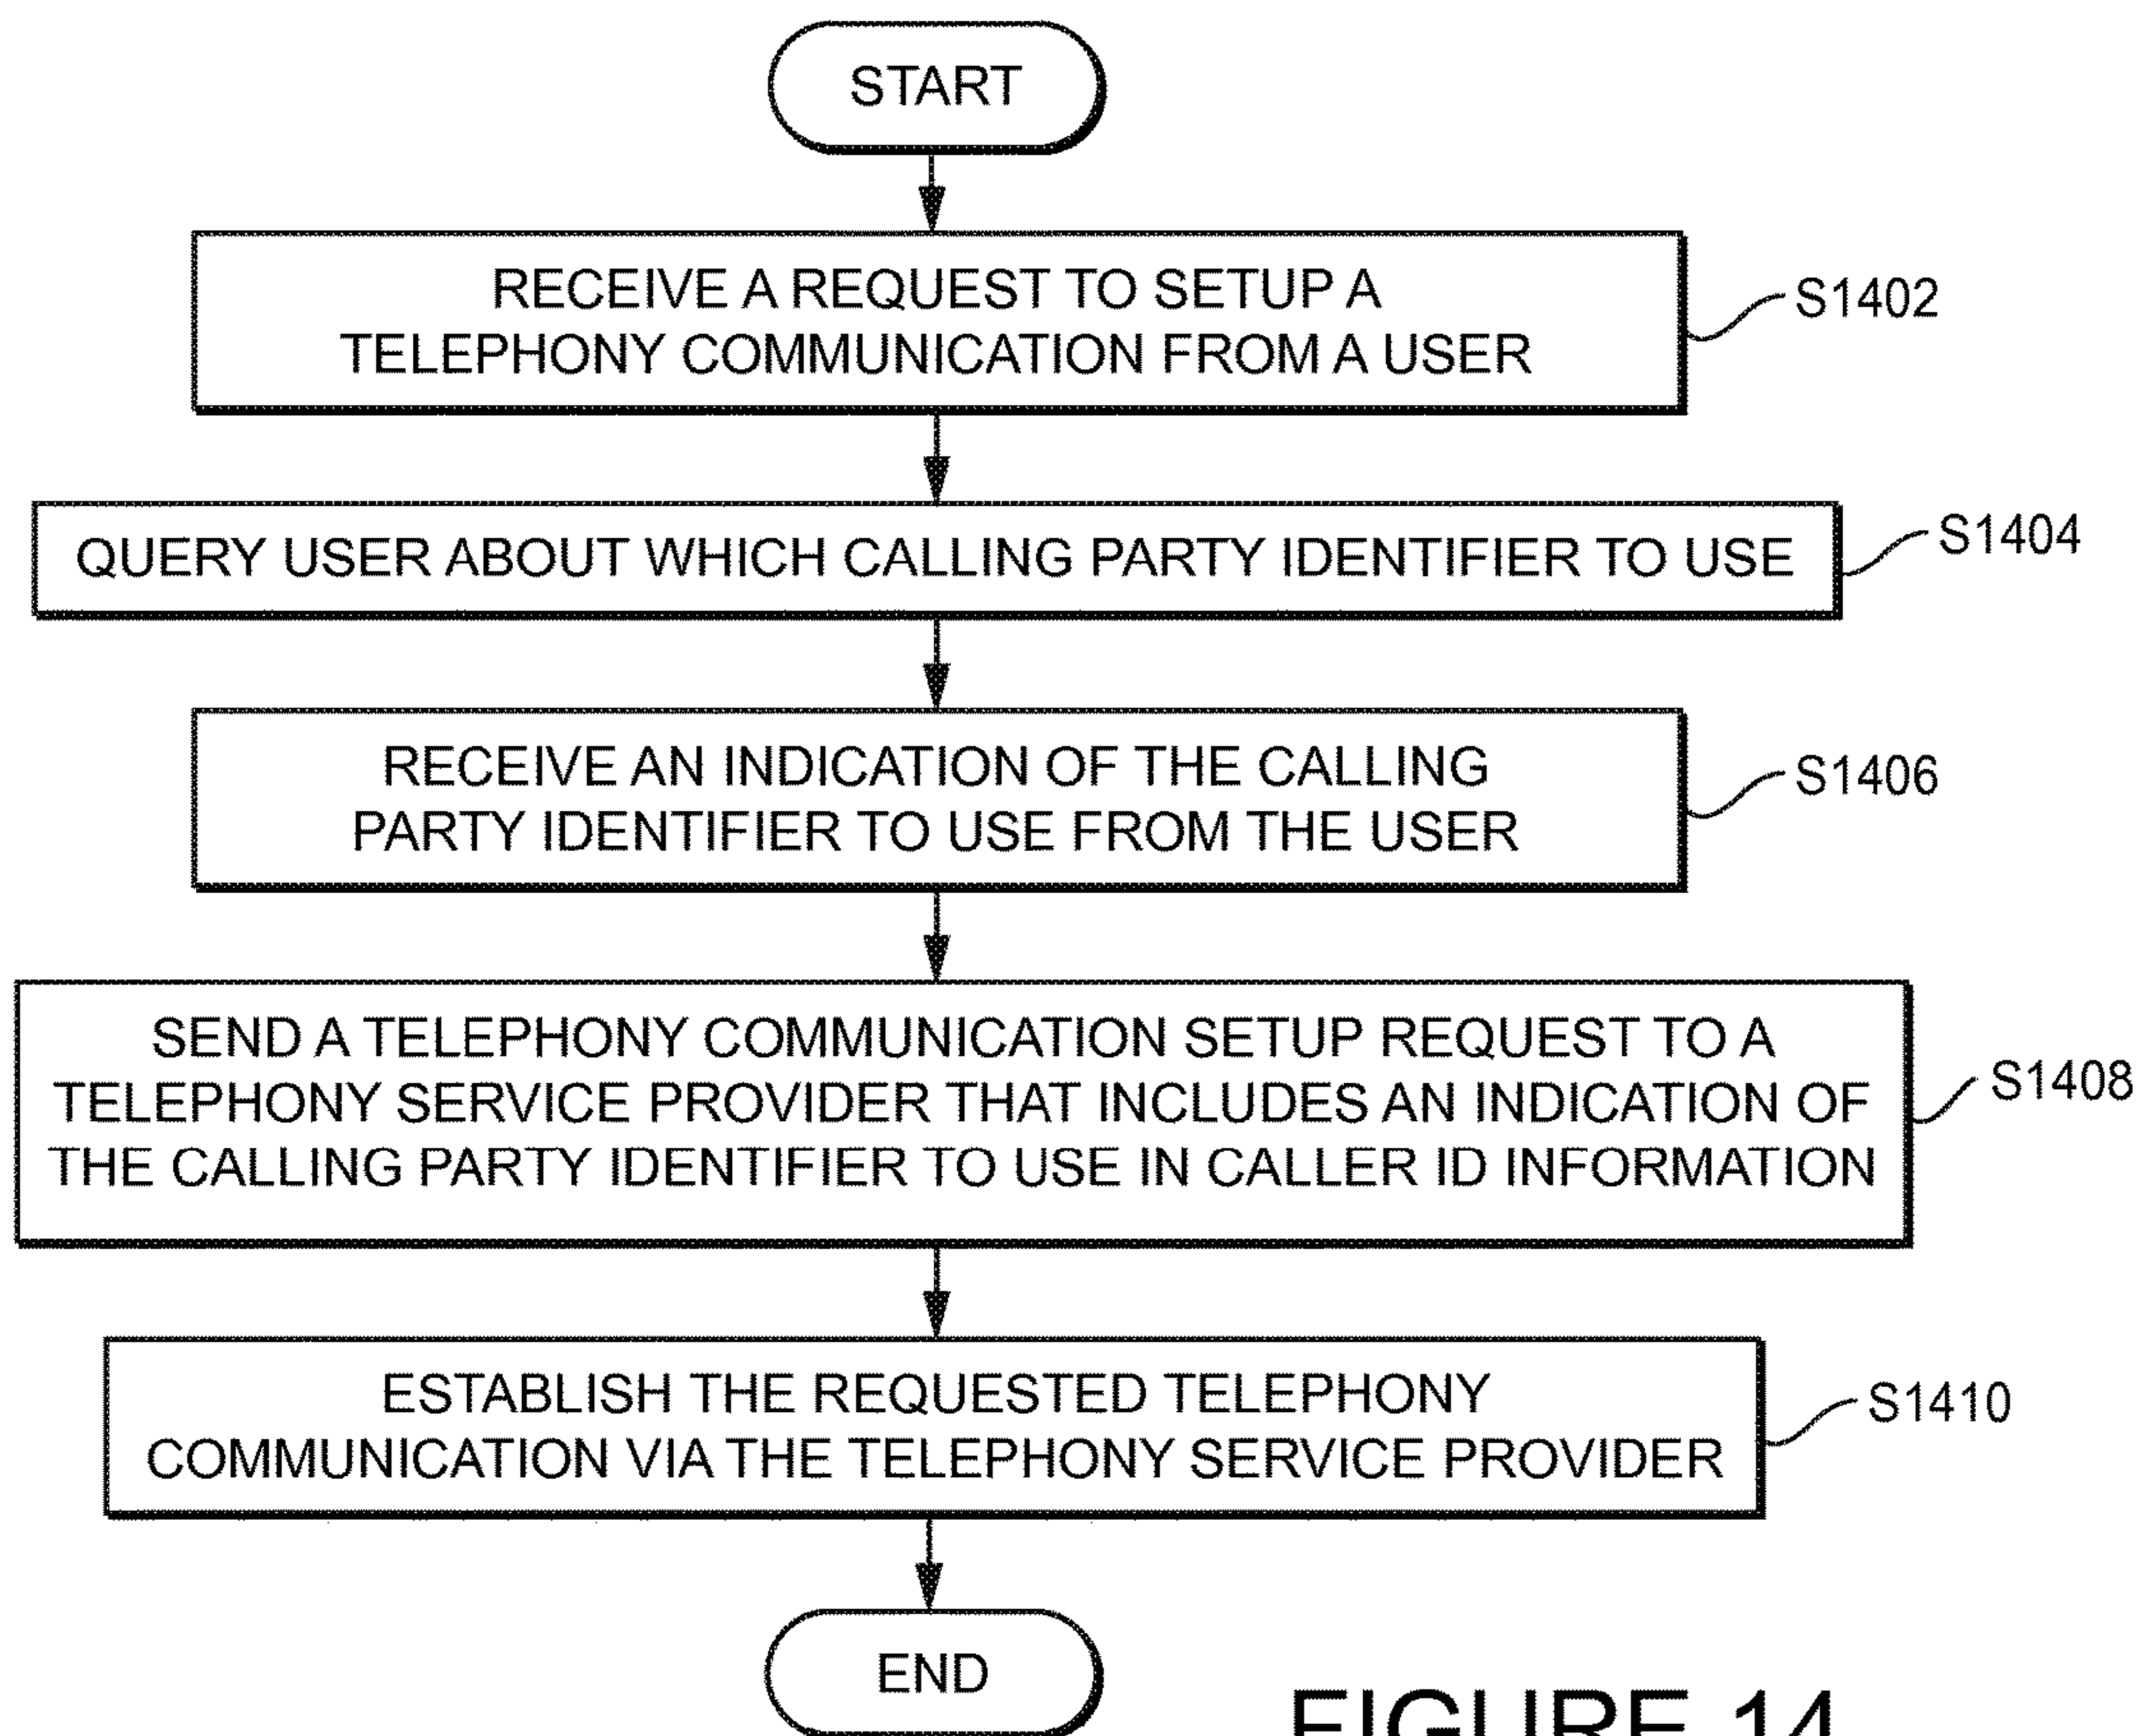 START
RECEIVE A REQUEST TO SETUP A
TELEPHONY COMMUNICATION FROM A USER
S1402
QUERY USER ABOUT WHICH CALLING PARTY IDENTIFIER TO USE
S1404
RECEIVE AN INDICATION OF THE CALLING
PARTY IDENTIFIER TO USE FROM THE USER
S1406
SEND A TELEPHONY COMMUNICATION SETUP REQUEST TO A
TELEPHONY SERVICE PROVIDER THAT INCLUDES AN INDICATION OF
THE CALLING PARTY IDENTIFIER TO USE IN CALLER ID INFORMATION
S1408
ESTABLISH THE REQUESTED TELEPHONY
COMMUNICATION VIA THE TELEPHONY SERVICE PROVIDER
S1410
END
FIGURE 14